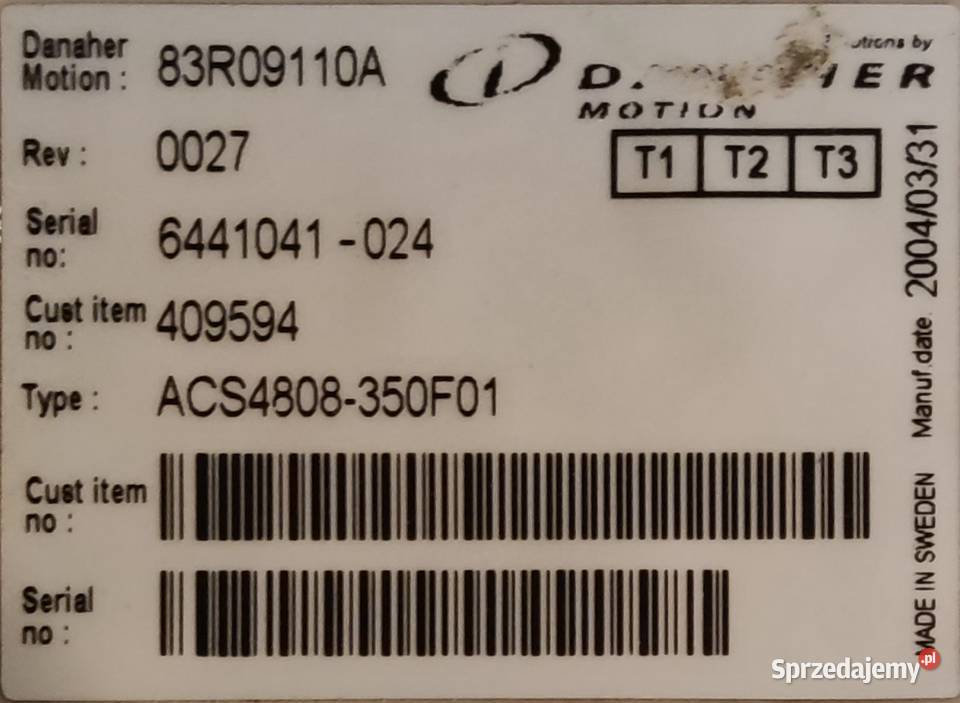 Danaher
Motion : 83R09110A
by
MOTION
Rev : 0027
T1 T2 T3
Serial
no: 6441041 -024
Cust item
no : 409594
Type : ACS4808-350F01
Cust item
no :
Serial
no :
MADE IN SWEDEN Manuf.date. 2004/03/31
Sprzedajemy.pl